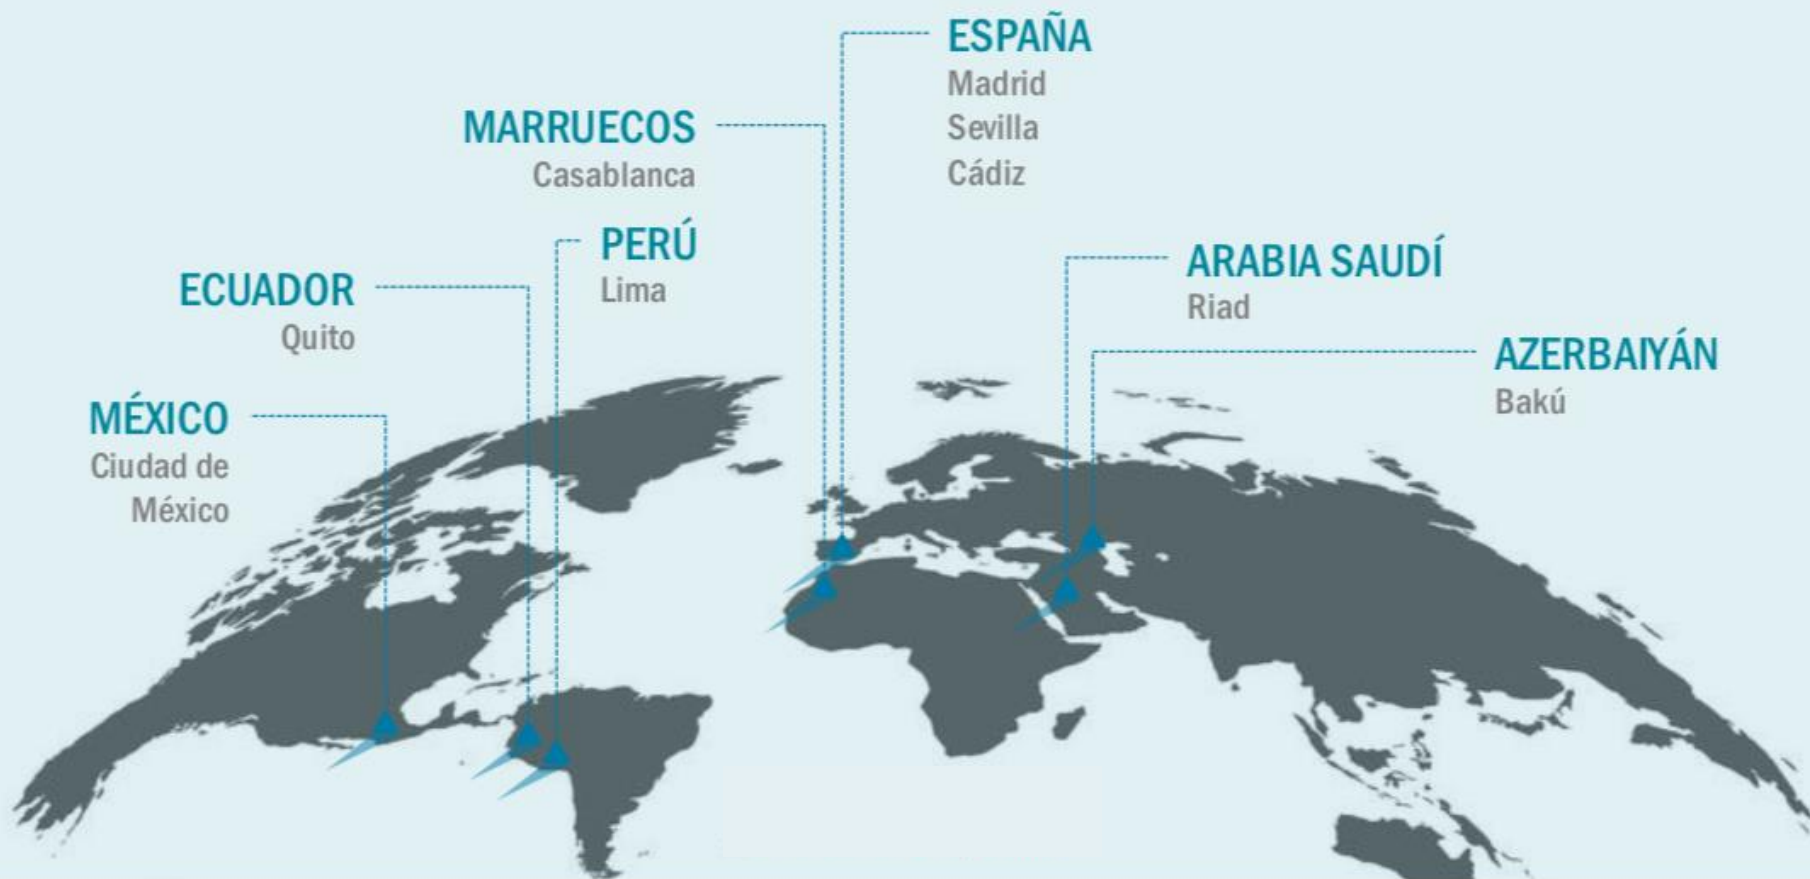 ESPAÑA
Madrid
Sevilla
Cádiz
MARRUECOS
Casablanca
PERÚ
Lima
ECUADOR
Quito
ARABIA SAUDÍ
Riad
AZERBAIYÁN
Bakú
MÉXICO
Ciudad de
México